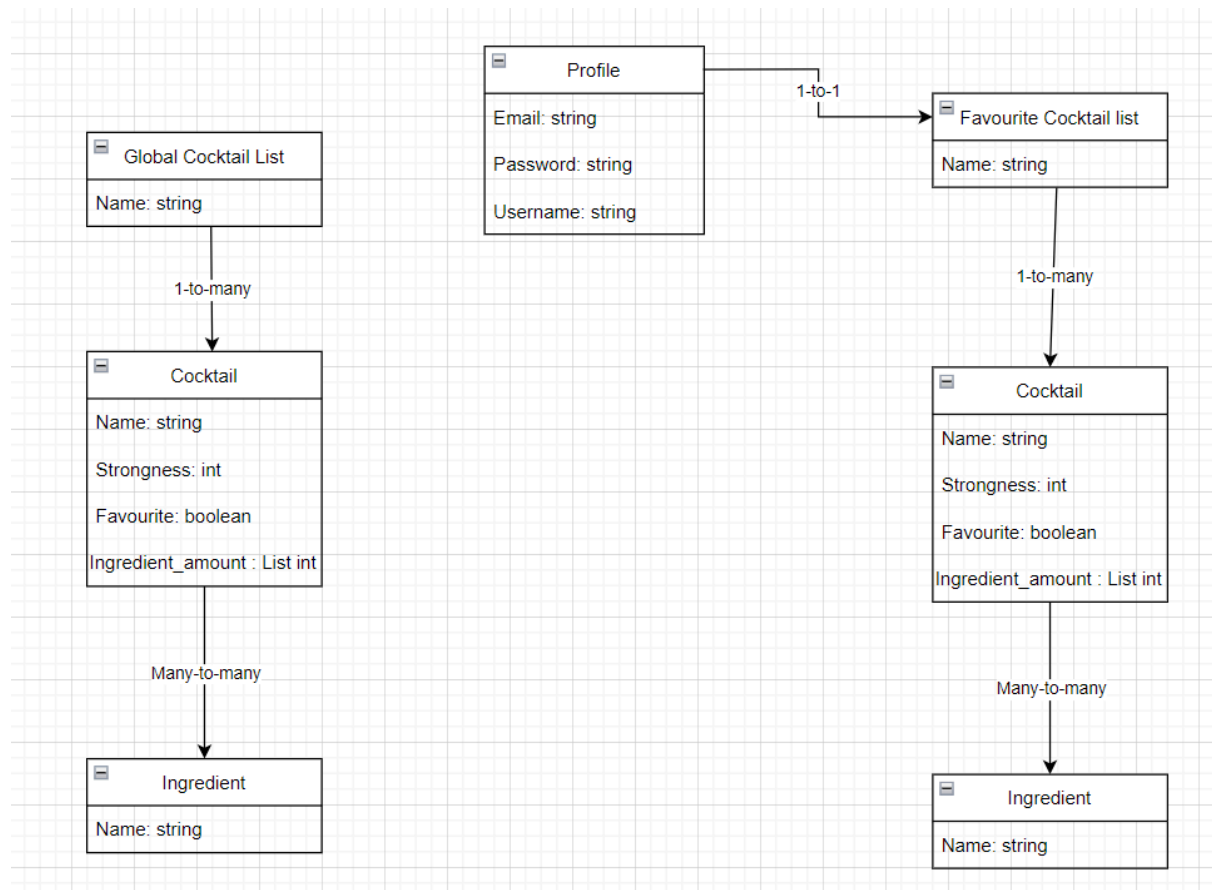 Global Cocktail List
Name: string
1-to-many
Cocktail
Name: string
Strongness: int
Favourite: boolean
Ingredient_amount : List int
Many-to-many
Ingredient
Name: string
Profile
Email: string
Password: string
Username: string
1-to-1
Favourite Cocktail list
Name: string
1-to-many
Cocktail
Name: string
Strongness: int
Favourite: boolean
Ingredient_amount : List int
Many-to-many
Ingredient
Name: string